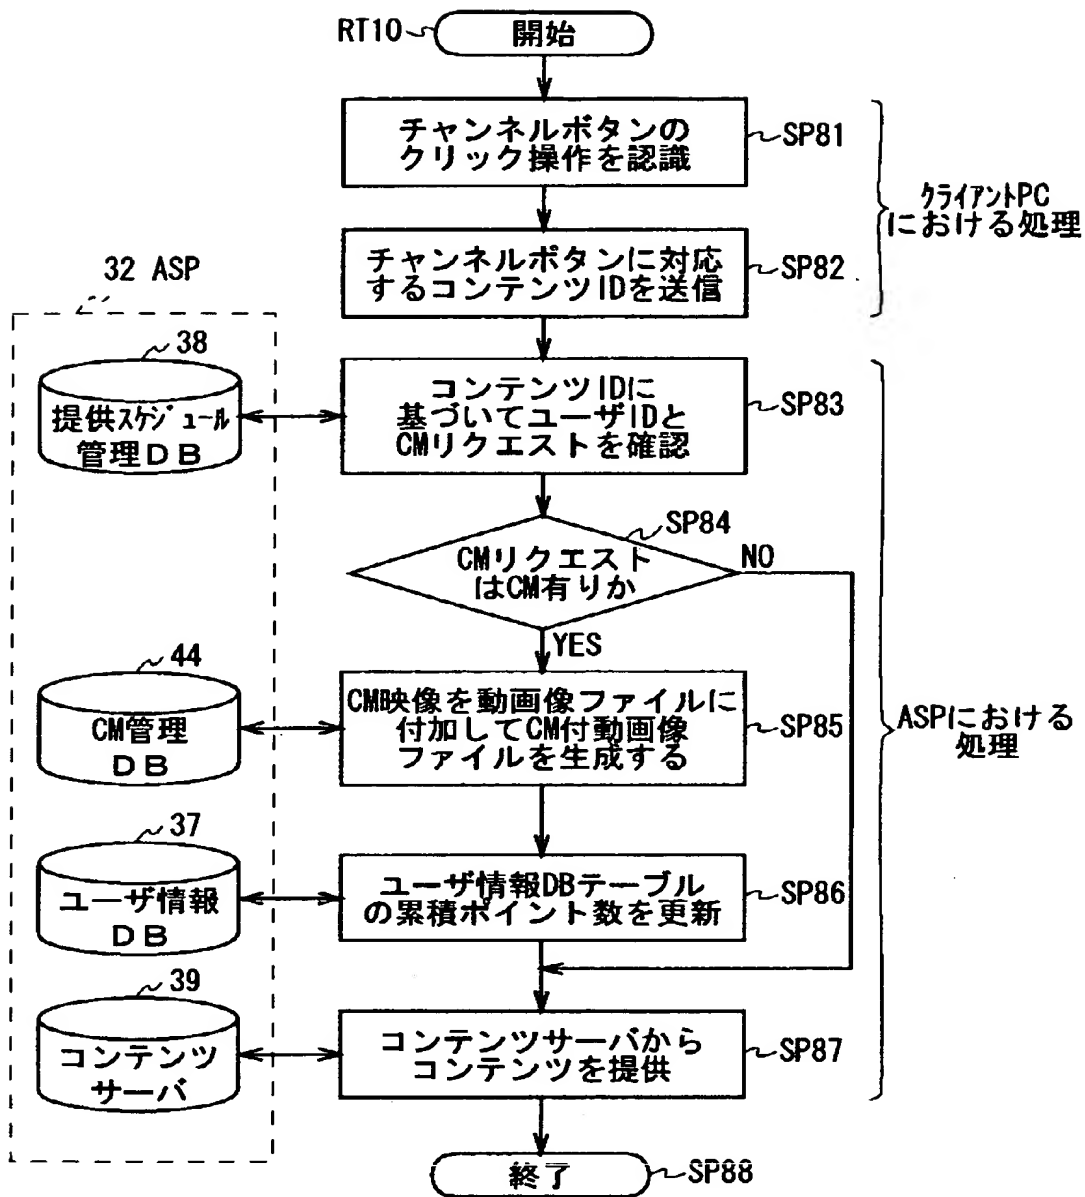 RT10
開始
チャンネルボタンの
クリック操作を認識
SP81
クライアントPC
における処理
チャンネルボタンに対応
するコンテンツIDを送信
SP82
32 ASP
38
提供スケジュール
管理DB
コンテンツIDに
基づいてユーザIDと
CMリクエストを確認
SP83
SP84
CMリクエスト
はCM有りか
NO
YES
44
CM管理
DB
CM映像を動画像ファイルに
付加してCM付動画像
ファイルを生成する
SP85
ASPにおける
処理
37
ユーザ情報
DB
ユーザ情報DBテーブル
の累積ポイント数を更新
SP86
39
コンテンツ
サーバ
コンテンツサーバから
コンテンツを提供
SP87
終了
SP88